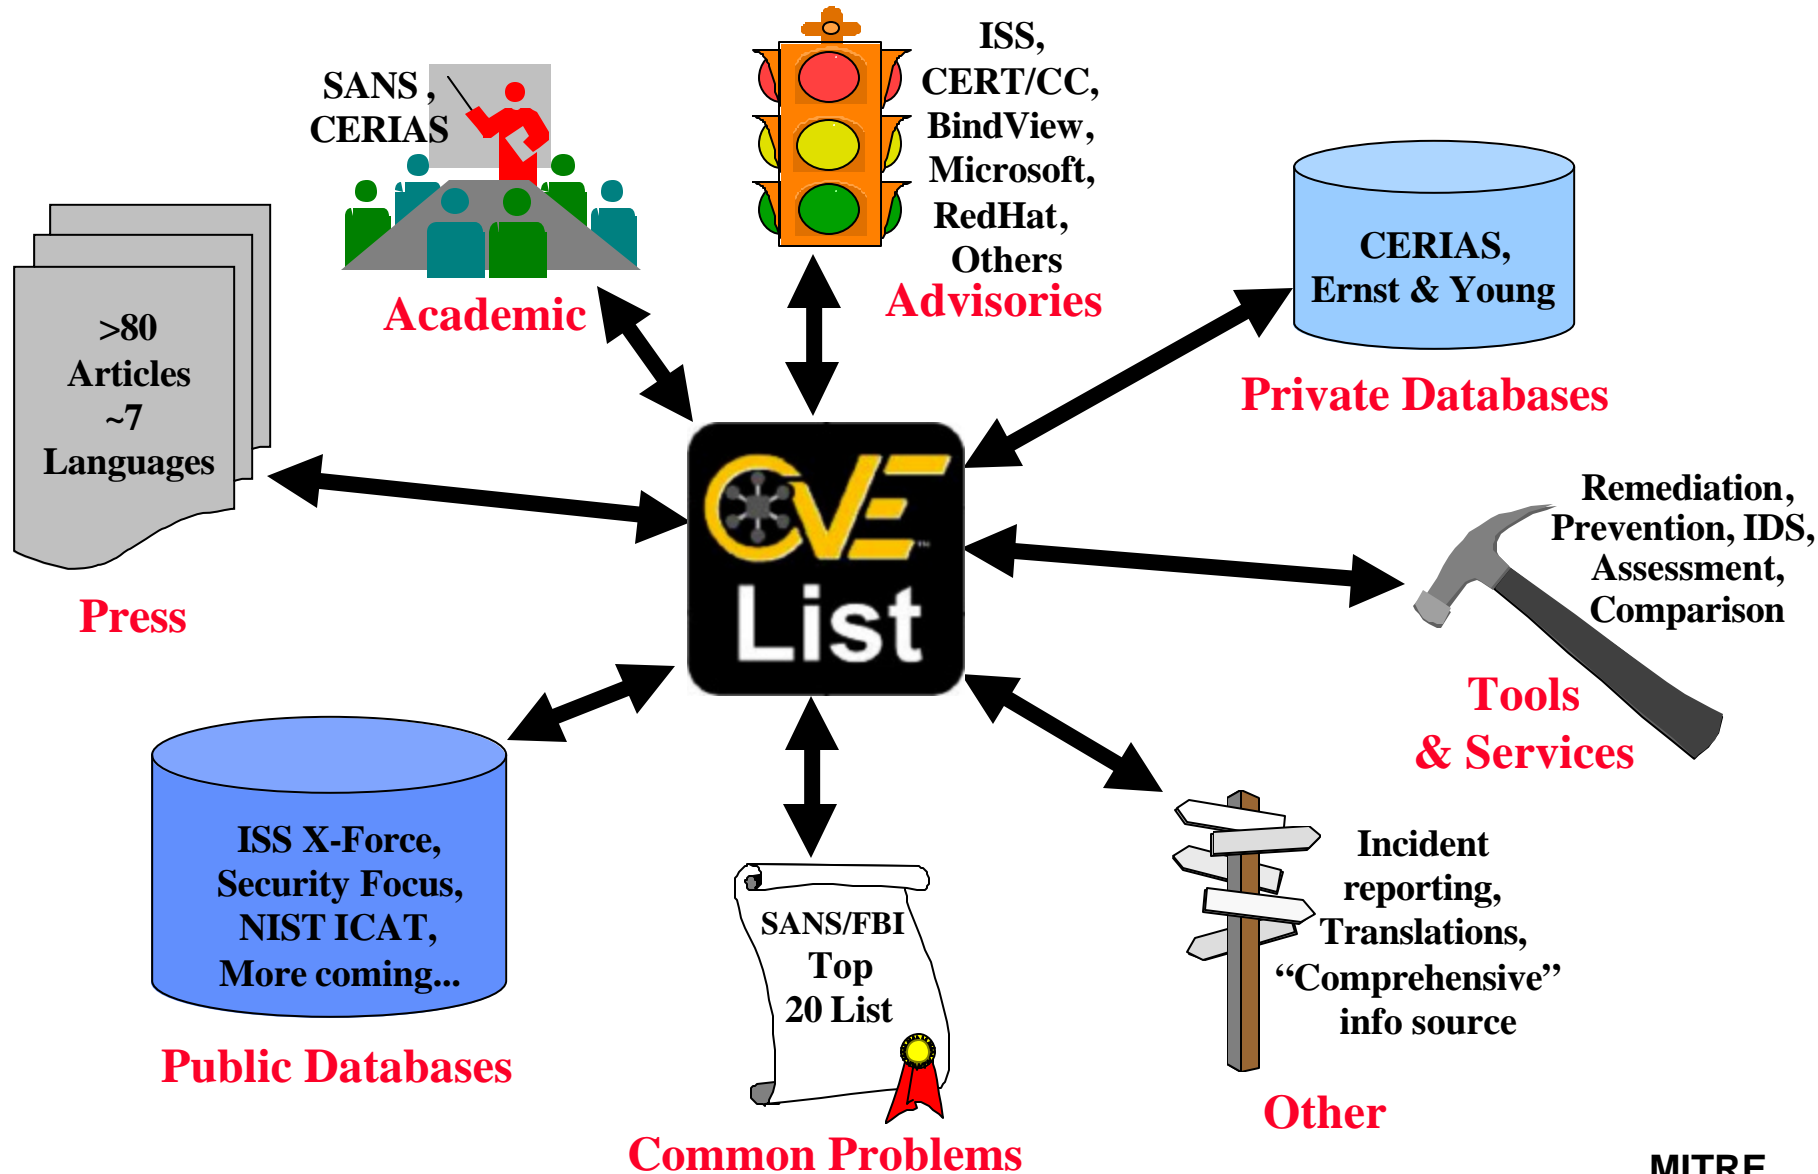 SANS ,
CERIAS
Academic
ISS,
CERT/CC,
BindView,
Microsoft,
RedHat,
Others
Advisories
CERIAS,
Ernst & Young
Private Databases
>80
Articles
~7
Languages
Press
CVE™
List
Remediation,
Prevention, IDS,
Assessment,
Comparison
Tools
& Services
ISS X-Force,
Security Focus,
NIST ICAT,
More coming...
Public Databases
SANS/FBI
Top
20 List
Common Problems
Incident
reporting,
Translations,
“Comprehensive”
info source
Other
MITRE